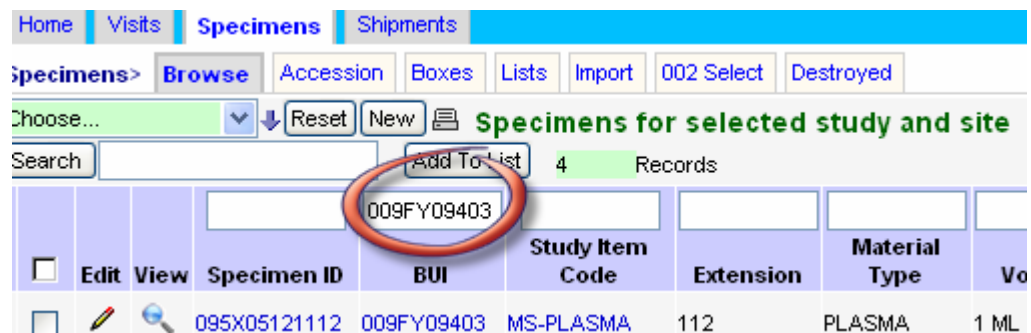 Home Visits Specimens Shipments
Specimens> Browse Accession Boxes Lists Import 002 Select Destroyed
Choose... Reset New Specimens for selected study and site
Search Add To List 4 Records
009FY09403
Edit View Specimen ID BUI Study Item Code Extension Material Type Vo
095X05121112 009FY09403 MS-PLASMA 112 PLASMA 1 ML